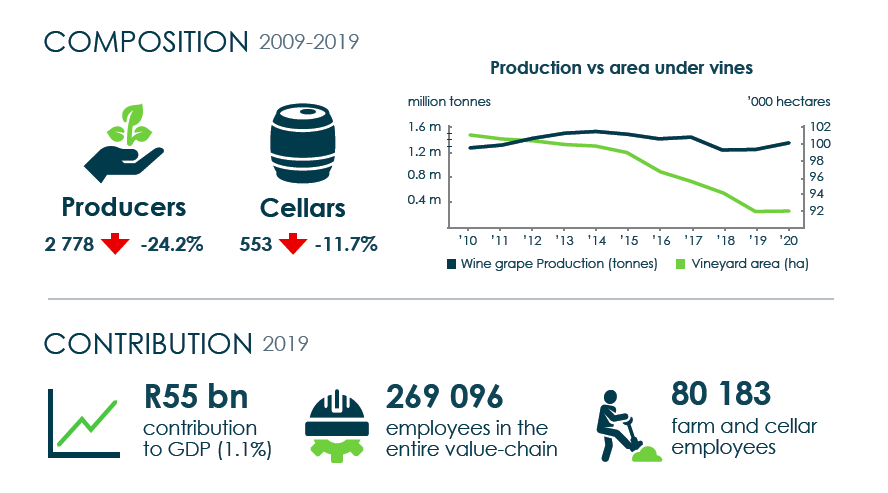 COMPOSITION 2009-2019
Producers
2 778 -24.2%
Cellars
553 -11.7%
Production vs area under vines
million tonnes
'000 hectares
1.6 m
1.2 m
0.8 m
0.4 m
102
100
98
96
94
92
'10 '11 '12 '13 '14 '15 '16 '17 '18 '19 '20
Wine grape Production (tonnes) Vineyard area (ha)
CONTRIBUTION 2019
R55 bn
contribution
to GDP (1.1%)
269 096
employees in the
entire value-chain
80 183
farm and cellar
employees